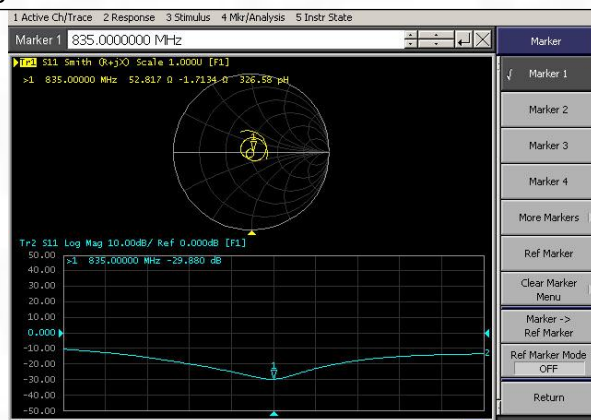 1 Active Ch/Trace 2 Response 3 Stimulus 4 Mkr/Analysis 5 Instr State
Marker 1 835.0000000 MHz
Marker
Tr1 S11 Smith (R+jX) Scale 1.000U [F1]
>1 835.00000 MHz 52.817 Ω -1.7134 Ω 326.58 pH
1
√ Marker 1
Marker 2
Marker 3
Marker 4
More Markers
Ref Marker
Clear Marker
Menu
Marker ->
Ref Marker
Ref Marker Mode
OFF
Return
Tr2 S11 Log Mag 10.00dB/ Ref 0.000dB [F1]
50.00
>1 835.00000 MHz -29.880 dB
40.00
30.00
20.00
10.00
0.000
-10.00
2
-20.00
1
-30.00
-40.00
-50.00